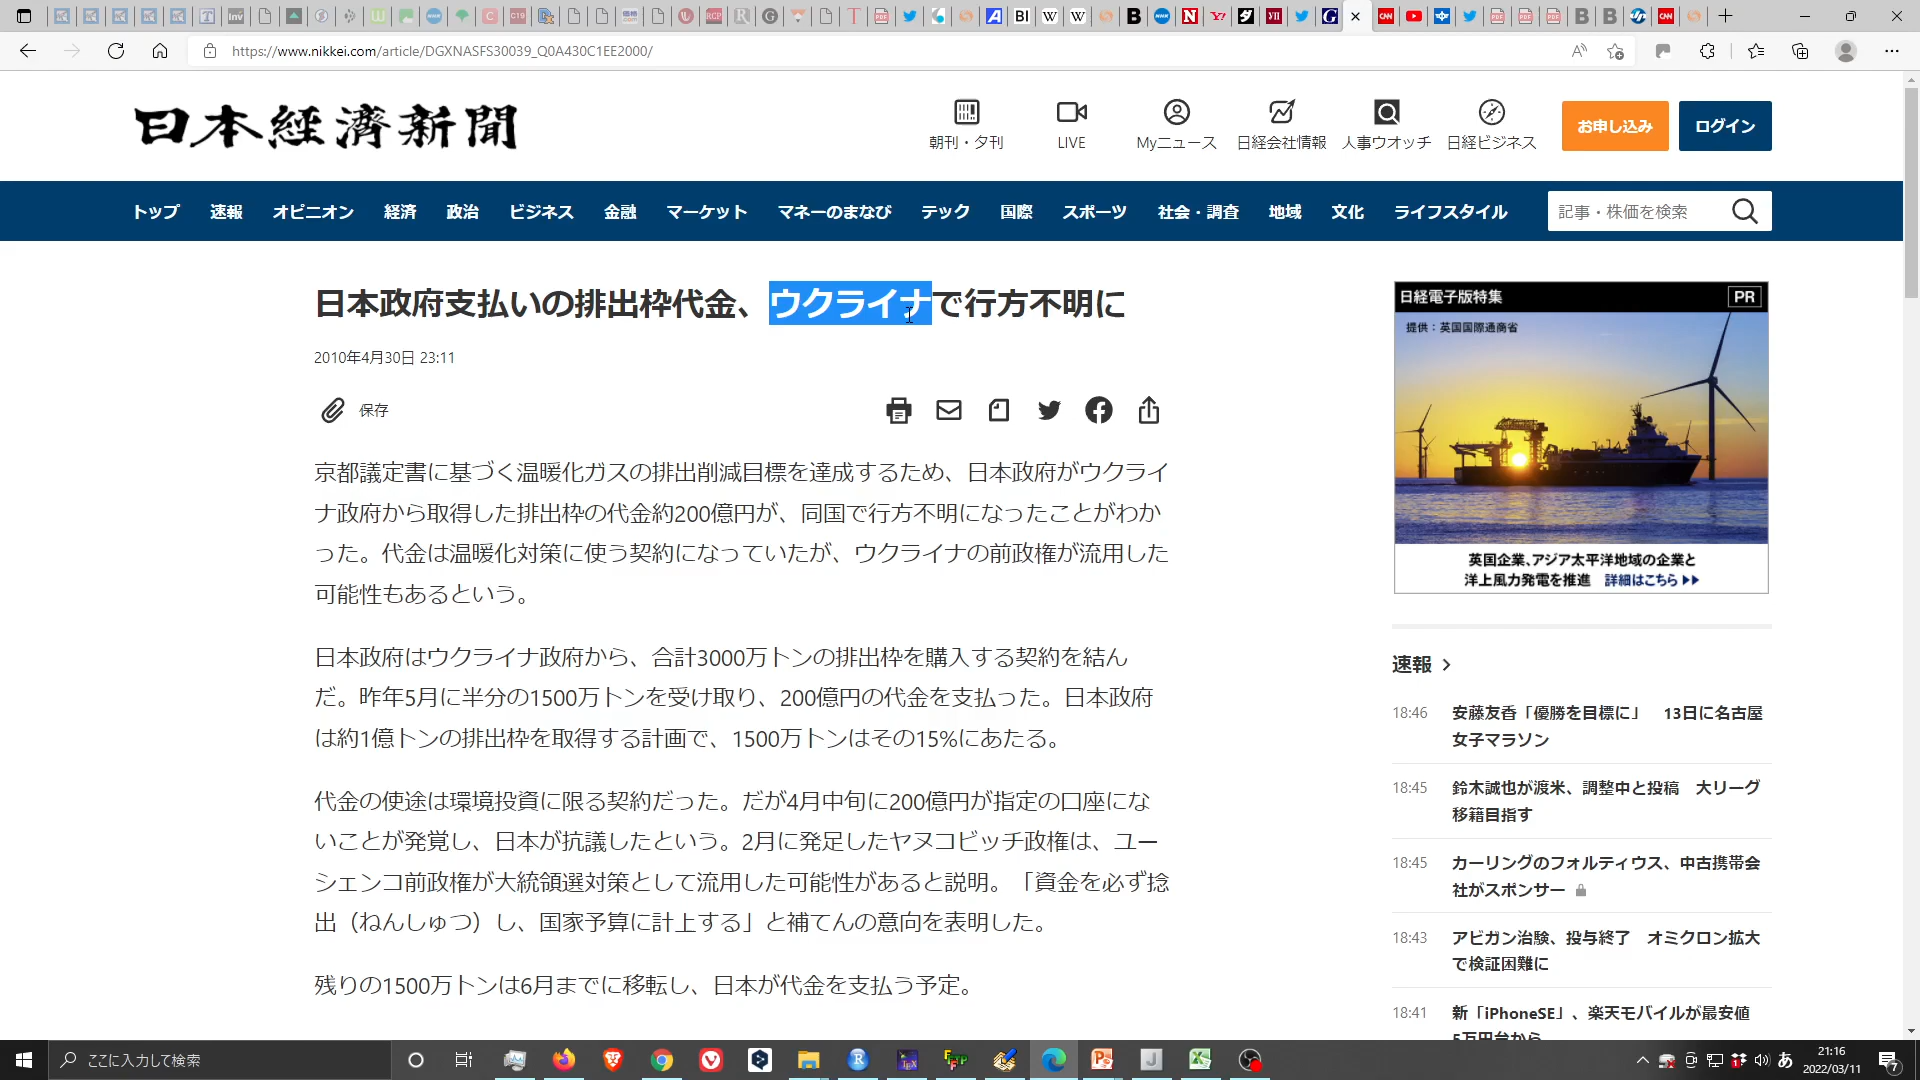 https://www.nikkei.com/article/DGXNASFS30039_Q0A430C1EE2000/
日本経済新聞
朝刊・夕刊
LIVE
Myニュース
日経会社情報
人事ウオッチ
日経ビジネス
お申し込み
ログイン
トップ 速報 オピニオン 経済 政治 ビジネス 金融 マーケット マネーのまなび テック 国際 スポーツ 社会・調査 地域 文化 ライフスタイル
記事・株価を検索
日本政府支払いの排出枠代金、ウクライナで行方不明に
2010年4月30日 23:11
保存
京都議定書に基づく温暖化ガスの排出削減目標を達成するため、日本政府がウクライ
ナ政府から取得した排出枠の代金約200億円が、同国で行方不明になったことがわか
った。代金は温暖化対策に使う契約になっていたが、ウクライナの前政権が流用した
可能性もあるという。
日本政府はウクライナ政府から、合計3000万トンの排出枠を購入する契約を結ん
だ。昨年5月に半分の1500万トンを受け取り、200億円の代金を支払った。日本政府
は約1億トンの排出枠を取得する計画で、1500万トンはその15%にあたる。
代金の使途は環境投資に限る契約だった。だが4月中旬に200億円が指定の口座にな
いことが発覚し、日本が抗議したという。2月に発足したヤヌコビッチ政権は、ユー
シェンコ前政権が大統領選対策として流用した可能性があると説明。「資金を必ず捻
出（ねんしゅつ）し、国家予算に計上する」と補てんの意向を表明した。
残りの1500万トンは6月までに移転し、日本が代金を支払う予定。
日経電子版特集
PR
提供：英国国際通商省
英国企業、アジア太平洋地域の企業と
洋上風力発電を推進 詳細はこちら
速報
18:46 安藤友香「優勝を目標に」 13日に名古屋
女子マラソン
18:45 鈴木誠也が渡米、調整中と投稿 大リーグ
移籍目指す
18:45 カーリングのフォルティウス、中古携帯会
社がスポンサー
18:43 アビガン治験、投与終了 オミクロン拡大
で検証困難に
18:41 新「iPhoneSE」、楽天モバイルが最安値
5万円台から
ここに入力して検索
あ
21:16
2022/03/11
7